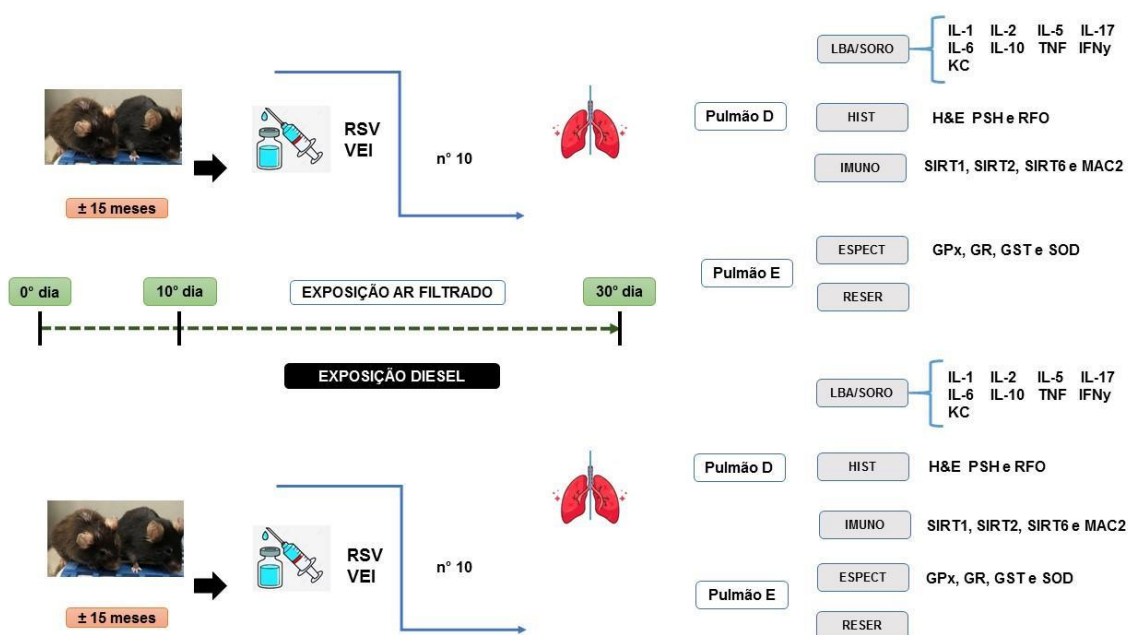 LBA/SORO
IL-1 IL-2 IL-5 IL-17
IL-6 IL-10 TNF IFNy
KC
RSV
VEI
n° 10
Pulmão D
HIST
H&E PSH e RFO
IMUNO
SIRT1, SIRT2, SIRT6 e MAC2
± 15 meses
Pulmão E
ESPECT
GPx, GR, GST e SOD
RESER
0° dia
10° dia
EXPOSIÇÃO AR FILTRADO
30° dia
EXPOSIÇÃO DIESEL
LBA/SORO
IL-1 IL-2 IL-5 IL-17
IL-6 IL-10 TNF IFNy
KC
Pulmão D
HIST
H&E PSH e RFO
RSV
VEI
n° 10
IMUNO
SIRT1, SIRT2, SIRT6 e MAC2
± 15 meses
Pulmão E
ESPECT
GPx, GR, GST e SOD
RESER